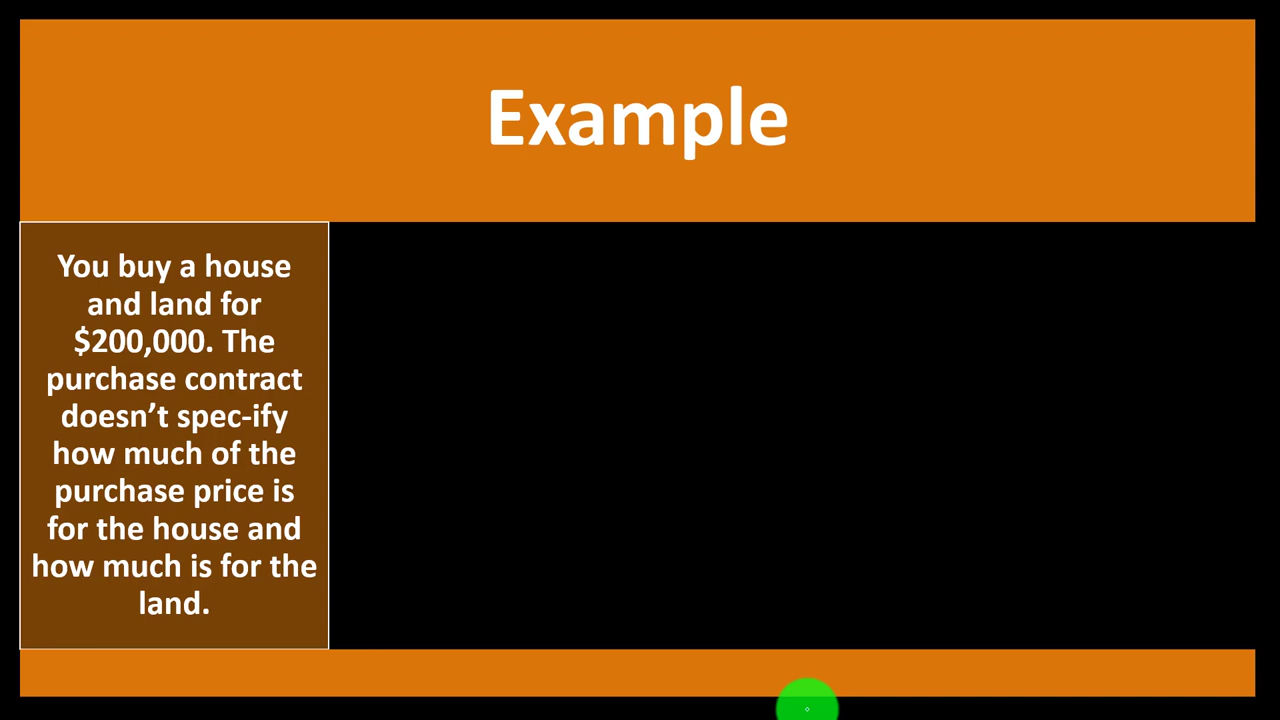 Example
You buy a house
and land for
$200,000. The
purchase contract
doesn’t spec-ify
how much of the
purchase price is
for the house and
how much is for the
land.